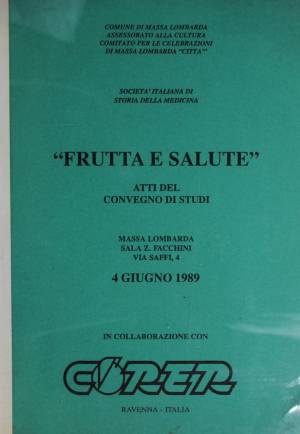 COMUNE DI MASSA LOMBARDA
ASSESSORATO ALLA CULTURA
COMITATO PER LE CELEBRAZIONI
DI MASSA LOMBARDA "CITTA'"
SOCIETA' ITALIANA DI
STORIA DELLA MEDICINA
"FRUTTA E SALUTE"
ATTI DEL
CONVEGNO DI STUDI
MASSA LOMBARDA
SALA Z. FACCHINI
VIA SAFFI, 4
4 GIUGNO 1989
IN COLLABORAZIONE CON
CORER
RAVENNA - ITALIA